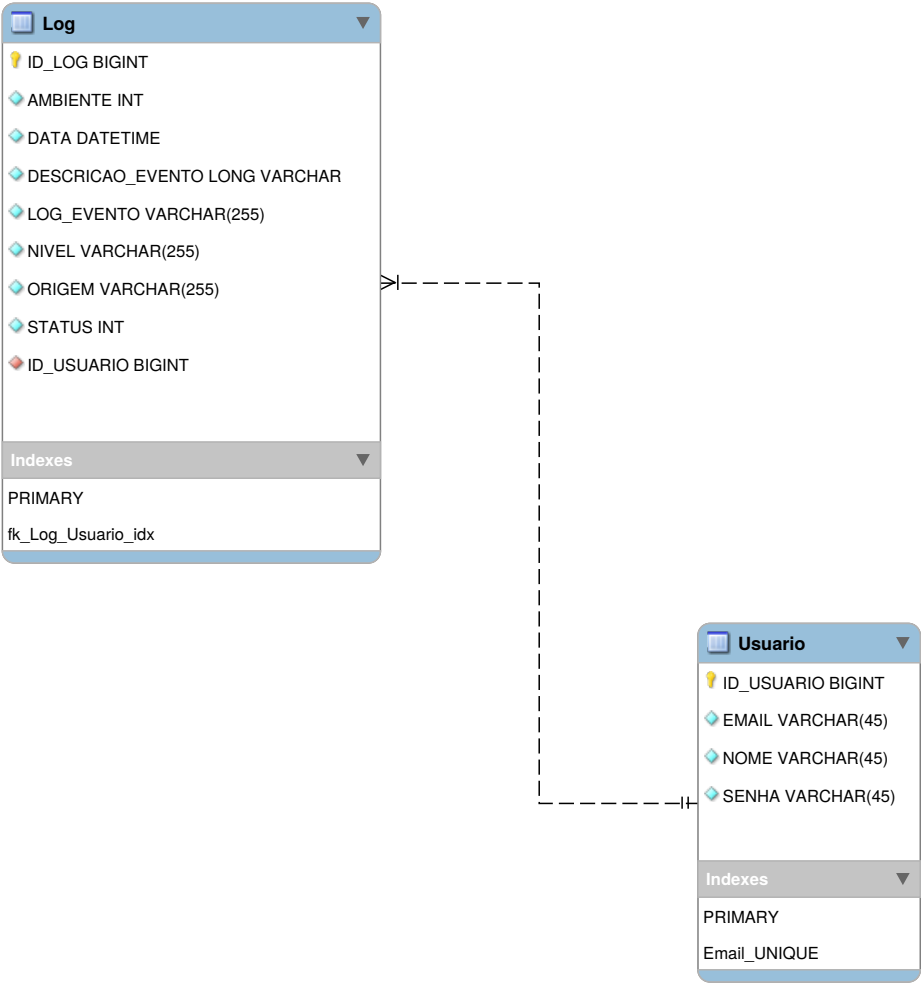 Log
ID_LOG BIGINT
AMBIENTE INT
DATA DATETIME
DESCRICAO_EVENTO LONG VARCHAR
LOG_EVENTO VARCHAR(255)
NIVEL VARCHAR(255)
ORIGEM VARCHAR(255)
STATUS INT
ID_USUARIO BIGINT
Indexes
PRIMARY
fk_Log_Usuario_idx
Usuario
ID_USUARIO BIGINT
EMAIL VARCHAR(45)
NOME VARCHAR(45)
SENHA VARCHAR(45)
Indexes
PRIMARY
Email_UNIQUE